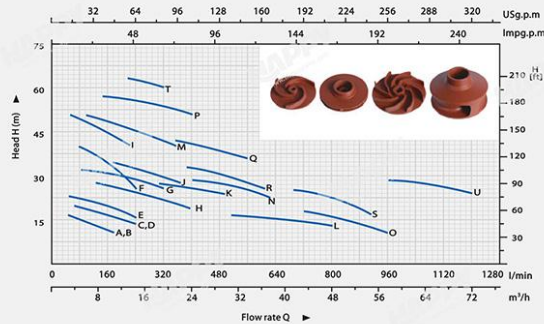 32 64 96 128 160 192 224 256 288 320 USg.p.m
48 96 144 192 240 Impg.p.m
75
60
45
30
15
Head H (m)
H (ft)
210
180
150
120
90
60
30
T
P
I
M
Q
F
G
J
K
R
N
H
E
C,D
A,B
L
S
O
U
0 160 320 480 640 800 960 1120 1280 l/min
8 16 24 32 40 48 56 64 72 m³/h
Flow rate Q